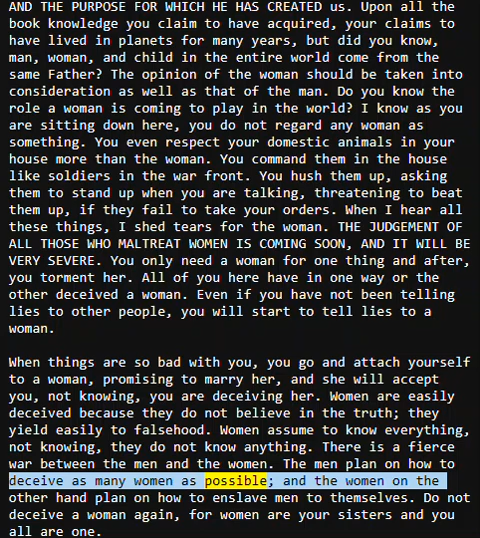 AND THE PURPOSE FOR WHICH HE HAS CREATED us. Upon all the
book knowledge you claim to have acquired, your claims to
have lived in planets for many years, but did you know,
man, woman, and child in the entire world come from the
same Father? The opinion of the woman should be taken into
consideration as well as that of the man. Do you know the
role a woman is coming to play in the world? I know as you
are sitting down here, you do not regard any woman as
something. You even respect your domestic animals in your
house more than the woman. You command them in the house
like soldiers in the war front. You hush them up, asking
them to stand up when you are talking, threatening to beat
them up, if they fail to take your orders. When I hear all
these things, I shed tears for the woman. THE JUDGEMENT OF
ALL THOSE WHO MALTREAT WOMEN IS COMING SOON, AND IT WILL BE
VERY SEVERE. You only need a woman for one thing and after,
you torment her. All of you here have in one way or the
other deceived a woman. Even if you have not been telling
lies to other people, you will start to tell lies to a
woman.

When things are so bad with you, you go and attach yourself
to a woman, promising to marry her, and she will accept
you, not knowing, you are deceiving her. Women are easily
deceived because they do not believe in the truth; they
yield easily to falsehood. Women assume to know everything,
not knowing, they do not know anything. There is a fierce
war between the men and the women. The men plan on how to
deceive as many women as possible; and the women on the
other hand plan on how to enslave men to themselves. Do not
deceive a woman again, for women are your sisters and you
all are one.